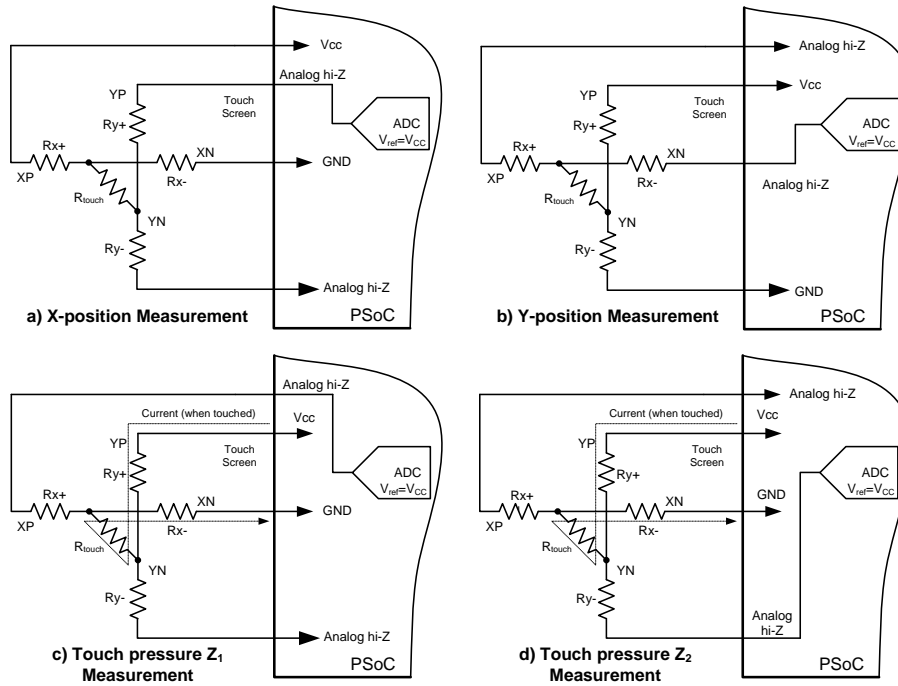 Vcc
Analog hi-Z
YP
Touch
Screen
Ry+
ADC
Vref=VCC
Rx+
XN
GND
XP
Rx-
Rtouch
YN
Ry-
Analog hi-Z
a) X-position Measurement
PSoC
Analog hi-Z
YP
Vcc
Touch
Screen
Ry+
ADC
Vref=VCC
Rx+
XN
XP
Rx-
Analog hi-Z
Rtouch
YN
Ry-
GND
b) Y-position Measurement
PSoC
Analog hi-Z
Current (when touched)
Vcc
YP
Touch
Screen
Ry+
ADC
Vref=VCC
Rx+
XN
GND
XP
Rx-
Rtouch
YN
Ry-
Analog hi-Z
c) Touch pressure Z1
Measurement
PSoC
Analog hi-Z
Current (when touched)
Vcc
YP
Touch
Screen
Ry+
ADC
Vref=VCC
Rx+
XN
GND
XP
Rx-
Rtouch
YN
Ry-
Analog
hi-Z
d) Touch pressure Z2
Measurement
PSoC